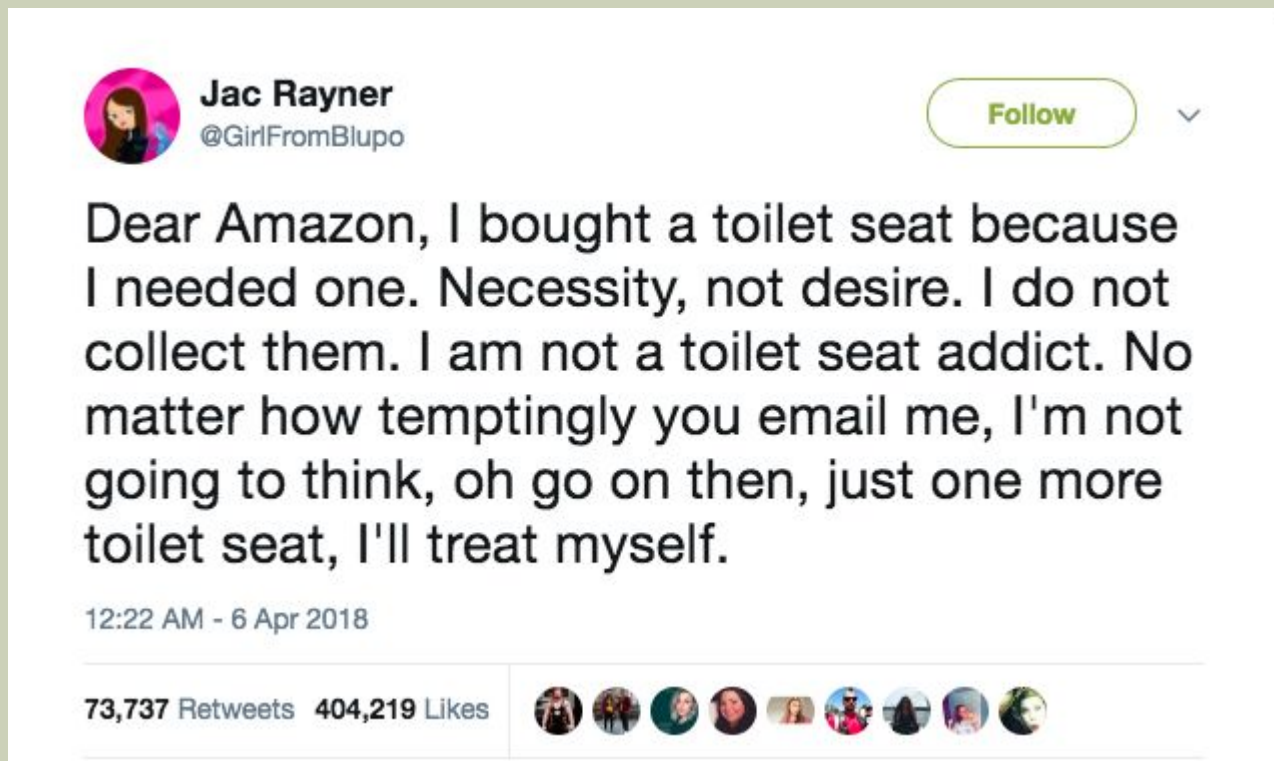 Jac Rayner
@GirlFromBlupo
Follow
Dear Amazon, I bought a toilet seat because
I needed one. Necessity, not desire. I do not
collect them. I am not a toilet seat addict. No
matter how temptingly you email me, I'm not
going to think, oh go on then, just one more
toilet seat, I'll treat myself.
12:22 AM - 6 Apr 2018
73,737 Retweets 404,219 Likes